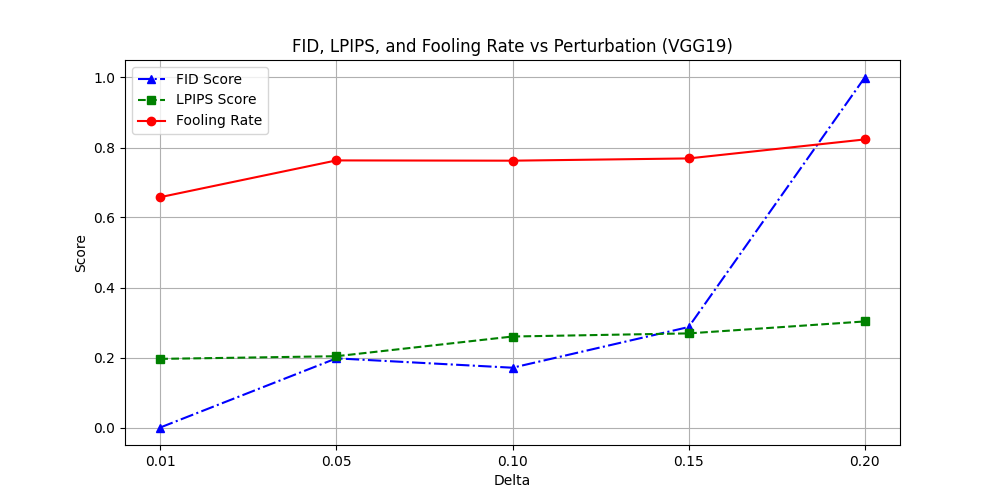 FID, LPIPS, and Fooling Rate vs Perturbation (VGG19)
FID Score
LPIPS Score
Fooling Rate
1.0
0.8
0.6
0.4
0.2
0.0
Score
0.01 0.05 0.10 0.15 0.20
Delta